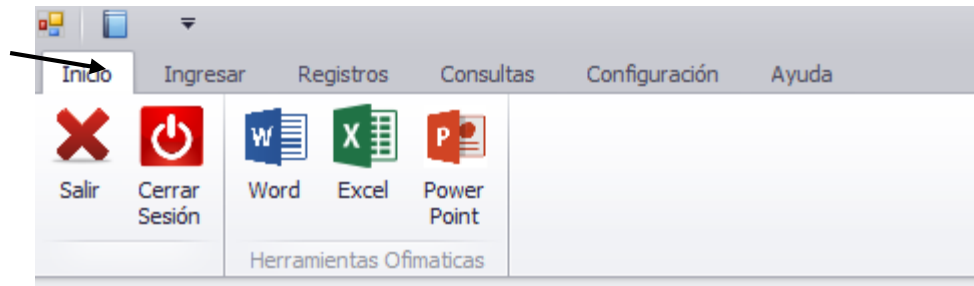 Inicio Ingresar Registros Consultas Configuración Ayuda
W X P
Salir Cerrar Sesión Word Excel Power Point
Herramientas Ofimaticas